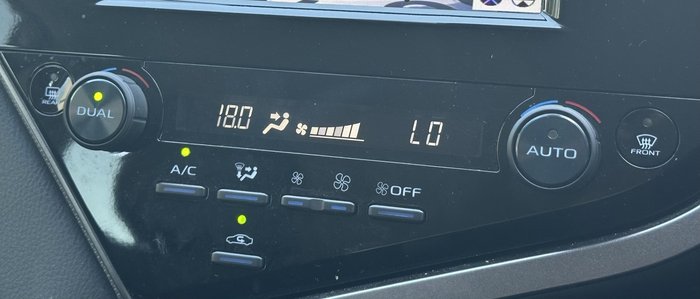 REAR
DUAL
18.0
LO
AUTO
FRONT
A/C
OFF